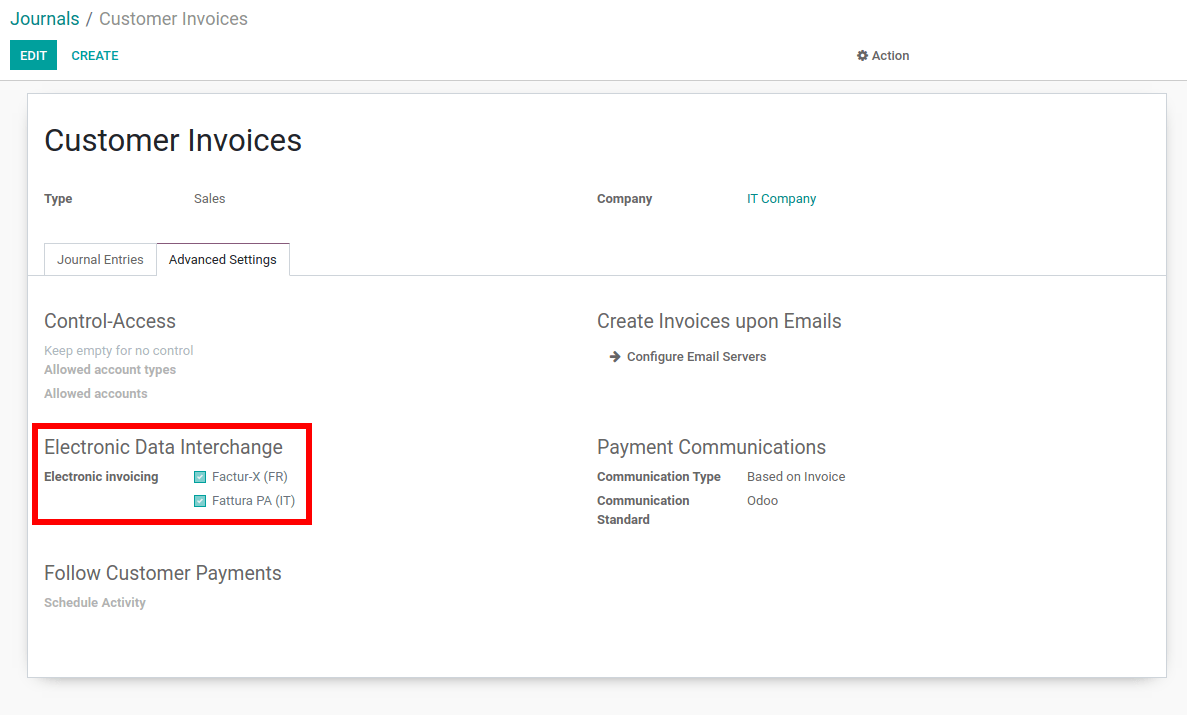 Journals / Customer Invoices
EDIT CREATE Action
Customer Invoices
Type Sales Company IT Company
Journal Entries Advanced Settings
Control-Access Create Invoices upon Emails
Keep empty for no control
Configure Email Servers
Allowed account types
Allowed accounts
Electronic Data Interchange Payment Communications
Electronic invoicing Factur-X (FR) Communication Type Based on Invoice
Fattura PA (IT) Communication Odoo
Standard
Follow Customer Payments
Schedule Activity